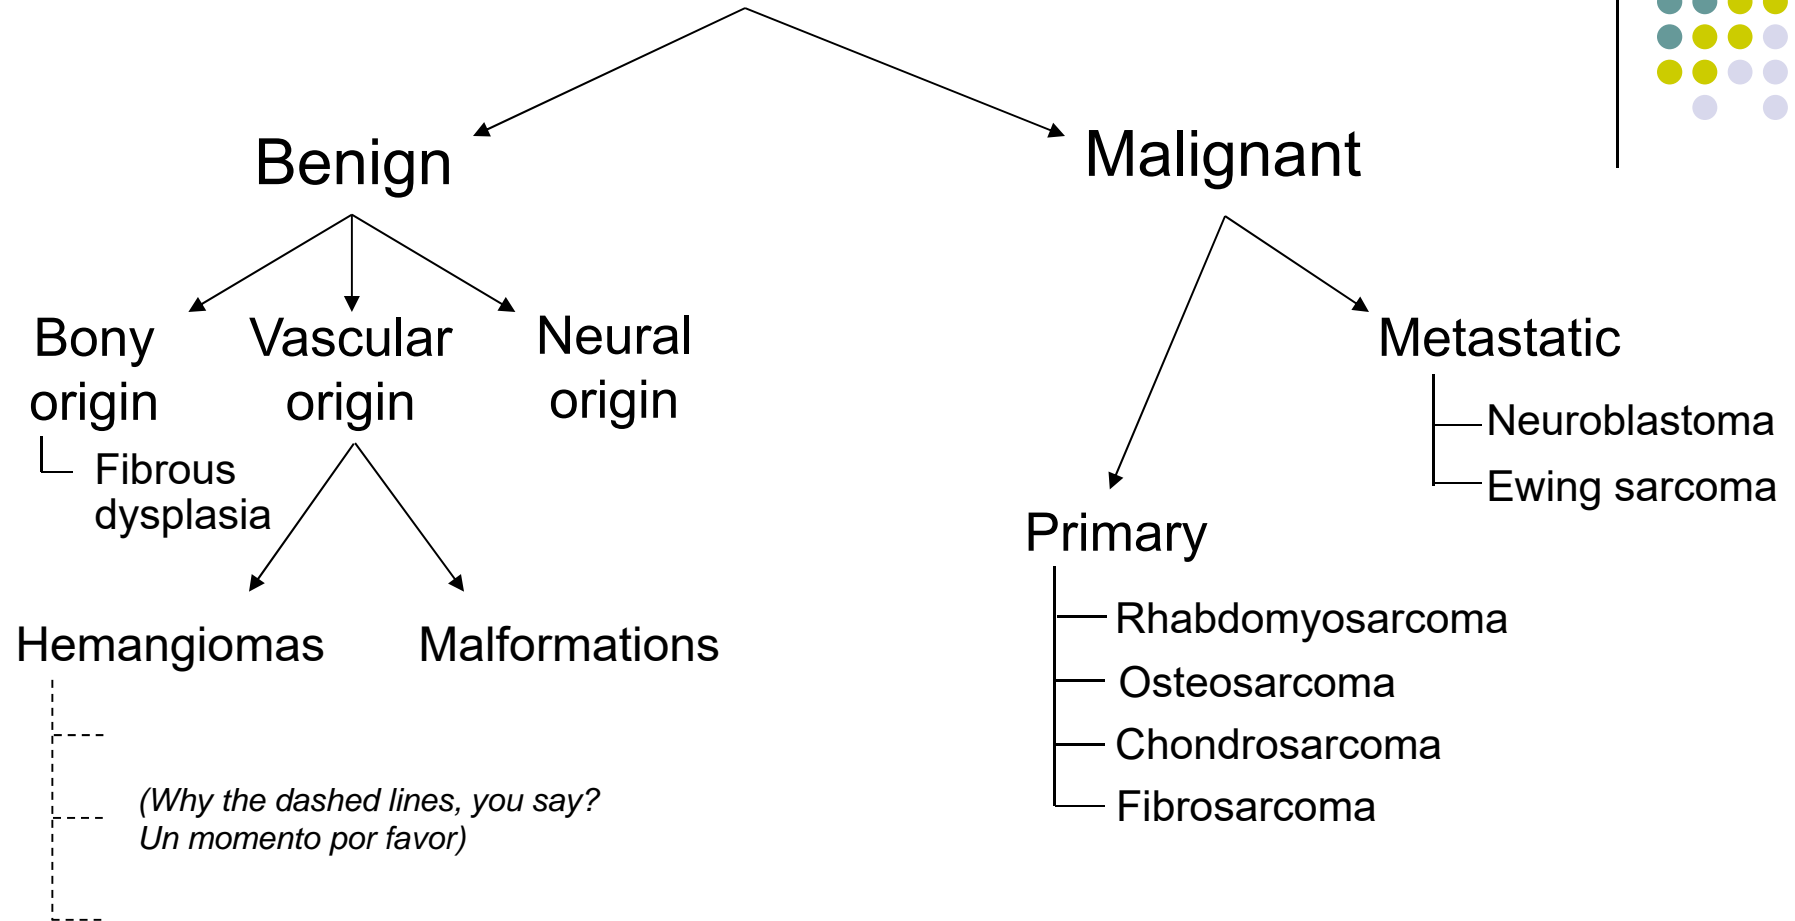 Benign
Malignant
Bony
origin
Vascular
origin
Neural
origin
Fibrous
dysplasia
Hemangiomas
Malformations
(Why the dashed lines, you say?
Un momento por favor)
Metastatic
Neuroblastoma
Ewing sarcoma
Primary
Rhabdomyosarcoma
Osteosarcoma
Chondrosarcoma
Fibrosarcoma